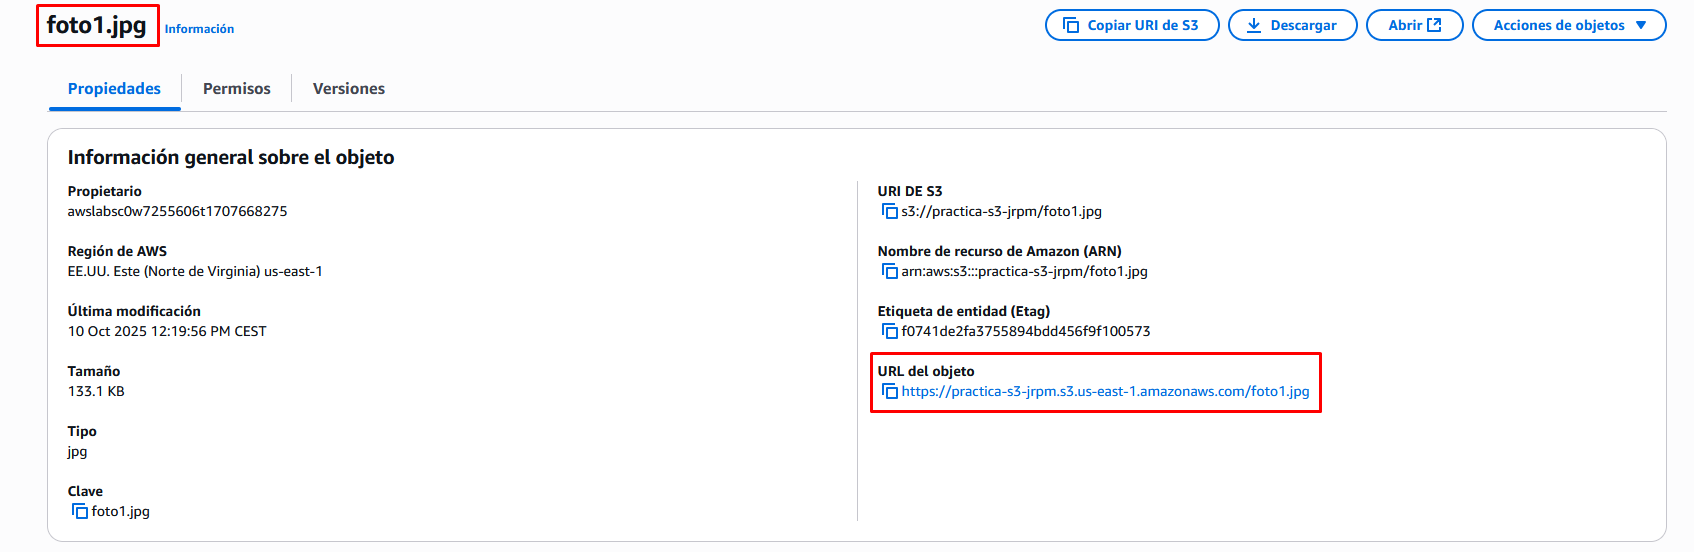 foto1.jpg Información
Copiar URI de S3 Descargar Abrir Acciones de objetos
Propiedades Permisos Versiones
Información general sobre el objeto
Propietario
awslabsc0w7255606t1707668275
Región de AWS
EE.UU. Este (Norte de Virginia) us-east-1
Última modificación
10 Oct 2025 12:19:56 PM CEST
Tamaño
133.1 KB
Tipo
jpg
Clave
foto1.jpg
URI DE S3
s3://practica-s3-jrpm/foto1.jpg
Nombre de recurso de Amazon (ARN)
arn:aws:s3:::practica-s3-jrpm/foto1.jpg
Etiqueta de entidad (Etag)
f0741de2fa3755894bdd456f9f100573
URL del objeto
https://practica-s3-jrpm.s3.us-east-1.amazonaws.com/foto1.jpg